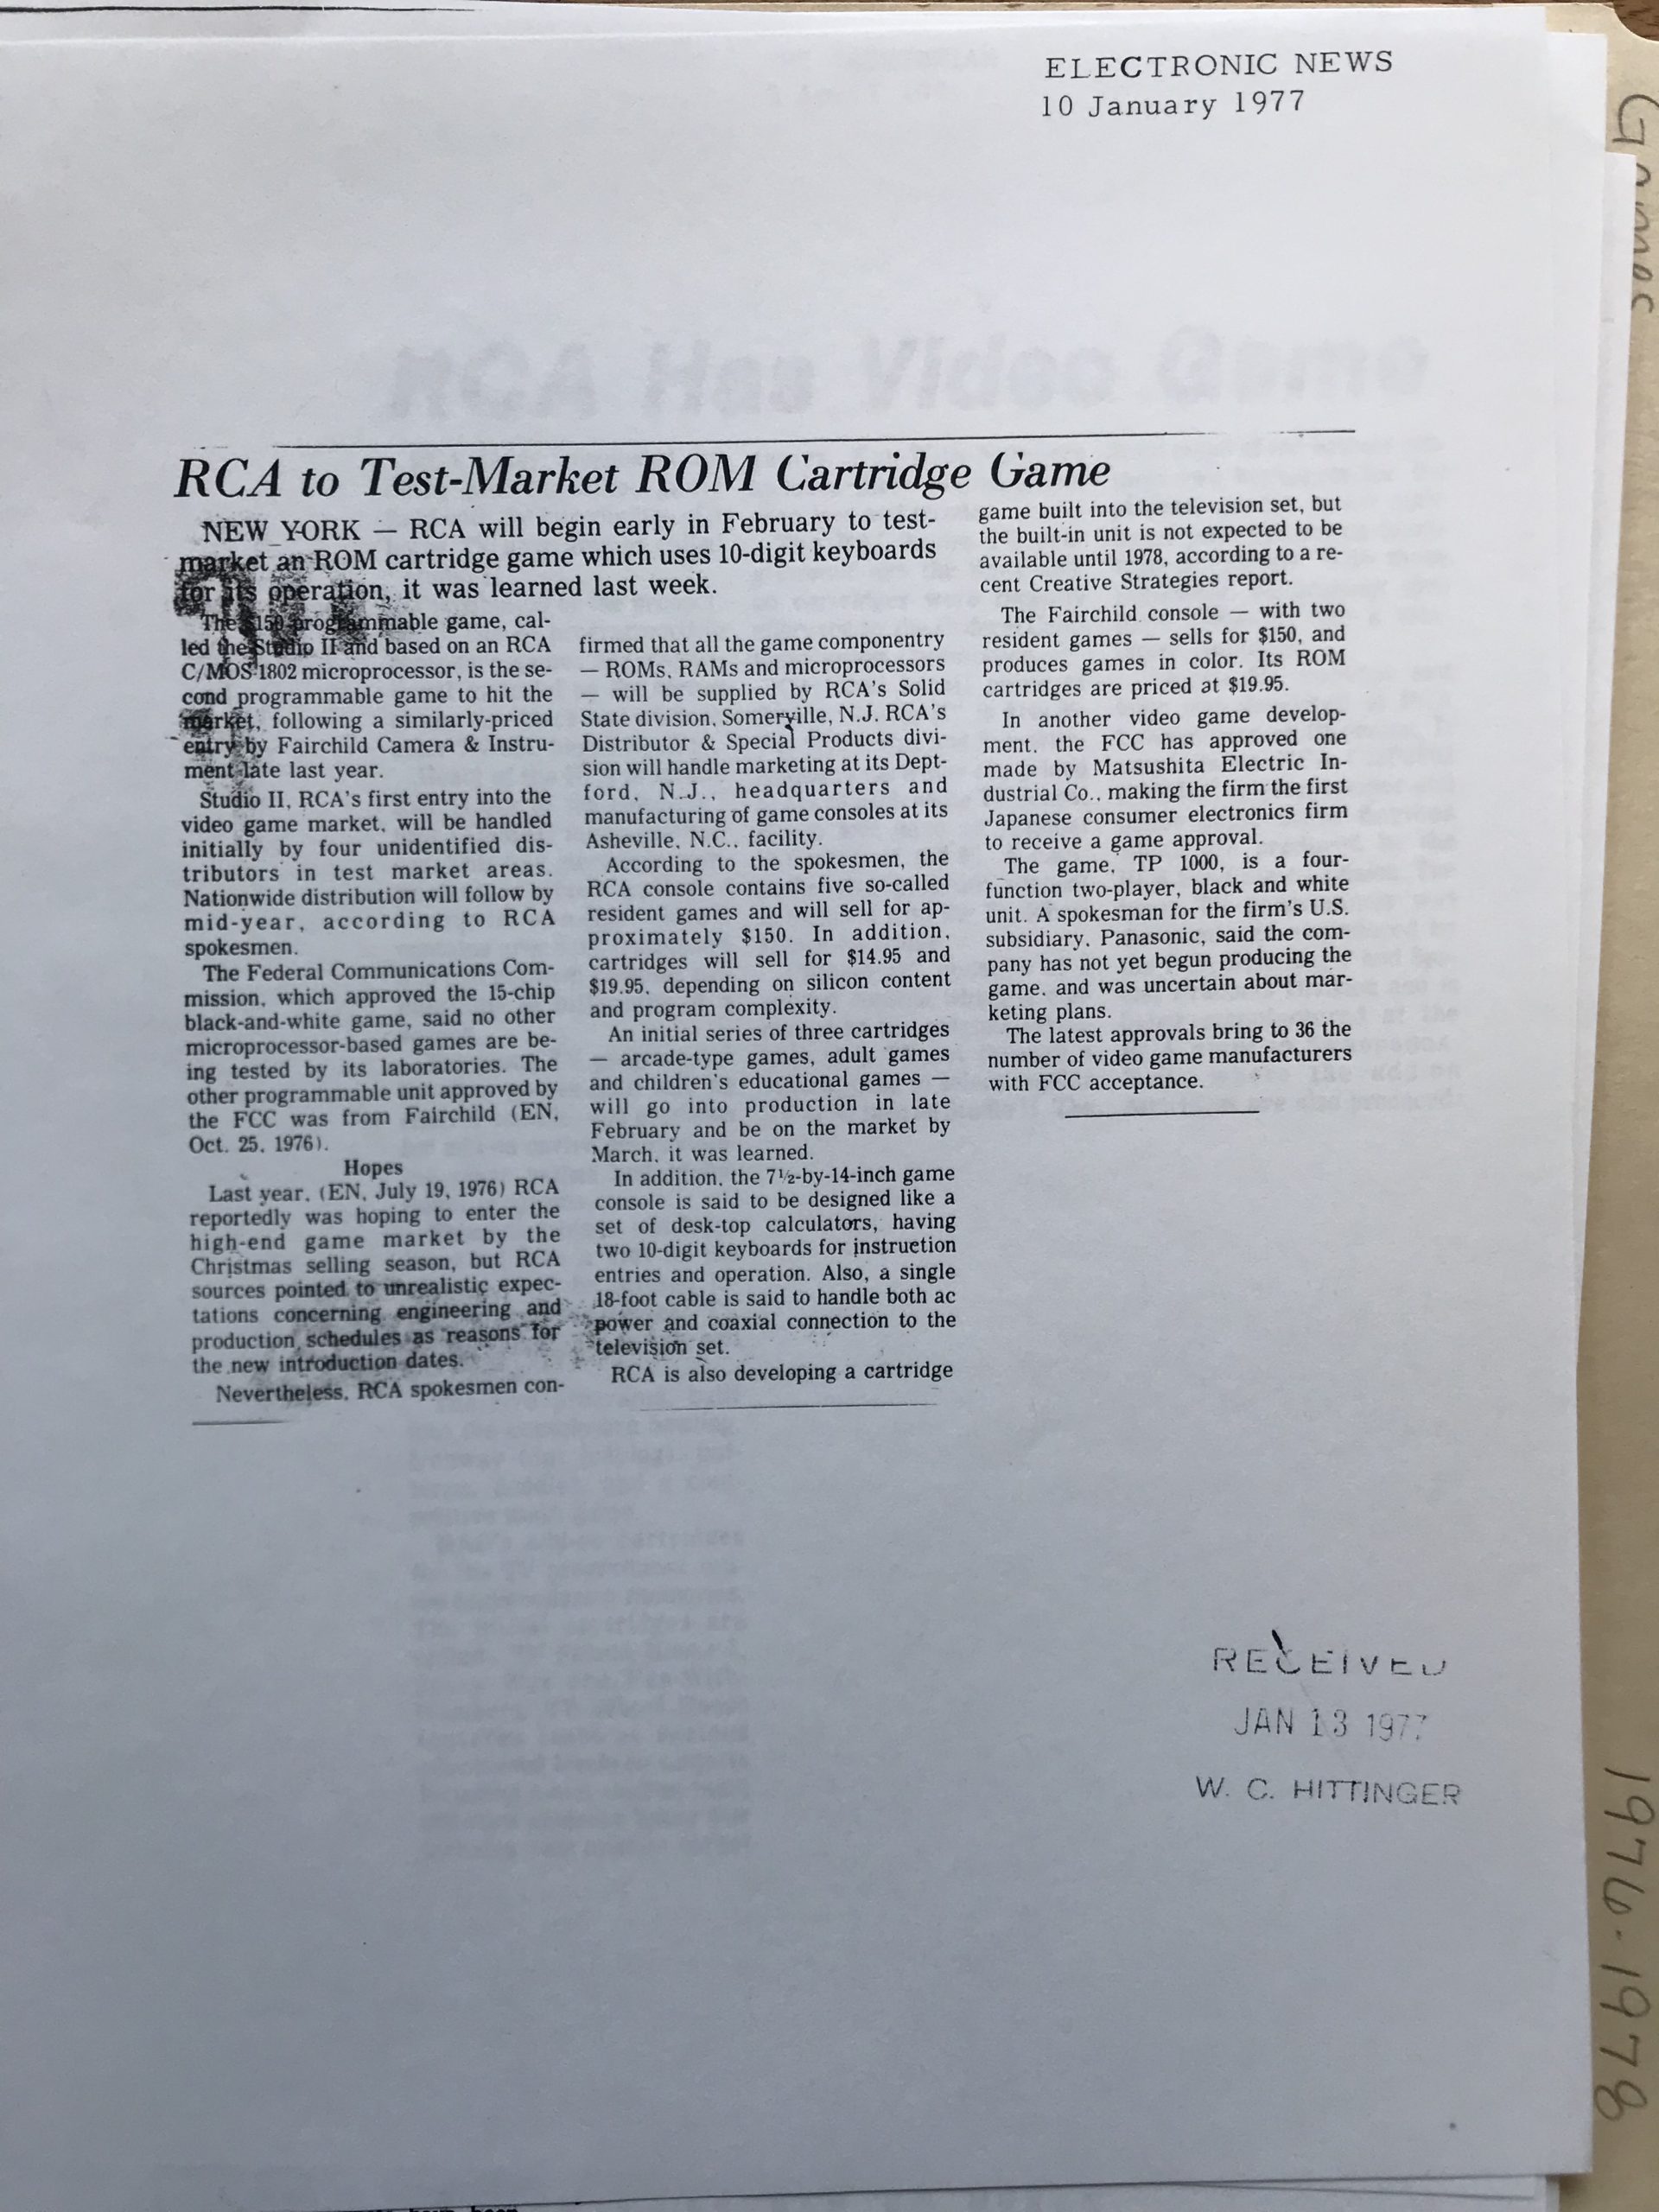 ELECTRONIC NEWS
10 January 1977
Games
RCA Has Video Game
RCA to Test-Market ROM Cartridge Game
NEW YORK — RCA will begin early in February to test-
market an ROM cartridge game which uses 10-digit keyboards
for its operation, it was learned last week.
The $150 programmable game, cal-
led the Studio II and based on an RCA
C/MOS 1802 microprocessor, is the se-
cond programmable game to hit the
market, following a similarly-priced
entry by Fairchild Camera & Instru-
ment late last year.
Studio II, RCA's first entry into the
video game market, will be handled
initially by four unidentified dis-
tributors in test market areas.
Nationwide distribution will follow by
mid-year, according to RCA
spokesmen.
The Federal Communications Com-
mission, which approved the 15-chip
black-and-white game, said no other
microprocessor-based games are be-
ing tested by its laboratories. The
other programmable unit approved by
the FCC was from Fairchild (EN,
Oct. 25, 1976).
Hopes
Last year, (EN, July 19, 1976) RCA
reportedly was hoping to enter the
high-end game market by the
Christmas selling season, but RCA
sources pointed to unrealistic expec-
tations concerning engineering and
production schedules as reasons for
the new introduction dates.
Nevertheless, RCA spokesmen con-
firmed that all the game componentry
— ROMs, RAMs and microprocessors
— will be supplied by RCA's Solid
State division, Somerville, N.J. RCA's
Distributor & Special Products divi-
sion will handle marketing at its Dept-
ford, N.J., headquarters and
manufacturing of game consoles at its
Asheville, N.C., facility.
According to the spokesmen, the
RCA console contains five so-called
resident games and will sell for ap-
proximately $150. In addition,
cartridges will sell for $14.95 and
$19.95, depending on silicon content
and program complexity.
An initial series of three cartridges
— arcade-type games, adult games
and children's educational games —
will go into production in late
February and be on the market by
March, it was learned.
In addition, the 7½-by-14-inch game
console is said to be designed like a
set of desk-top calculators, having
two 10-digit keyboards for instruction
entries and operation. Also, a single
18-foot cable is said to handle both ac
power and coaxial connection to the
television set.
RCA is also developing a cartridge
game built into the television set, but
the built-in unit is not expected to be
available until 1978, according to a re-
cent Creative Strategies report.
The Fairchild console — with two
resident games — sells for $150, and
produces games in color. Its ROM
cartridges are priced at $19.95.
In another video game develop-
ment, the FCC has approved one
made by Matsushita Electric In-
dustrial Co., making the firm the first
Japanese consumer electronics firm
to receive a game approval.
The game, TP 1000, is a four-
function two-player, black and white
unit. A spokesman for the firm's U.S.
subsidiary, Panasonic, said the com-
pany has not yet begun producing the
game, and was uncertain about mar-
keting plans.
The latest approvals bring to 36 the
number of video game manufacturers
with FCC acceptance.
RECEIVED
JAN 13 1977
W. C. HITTINGER
1976-1978